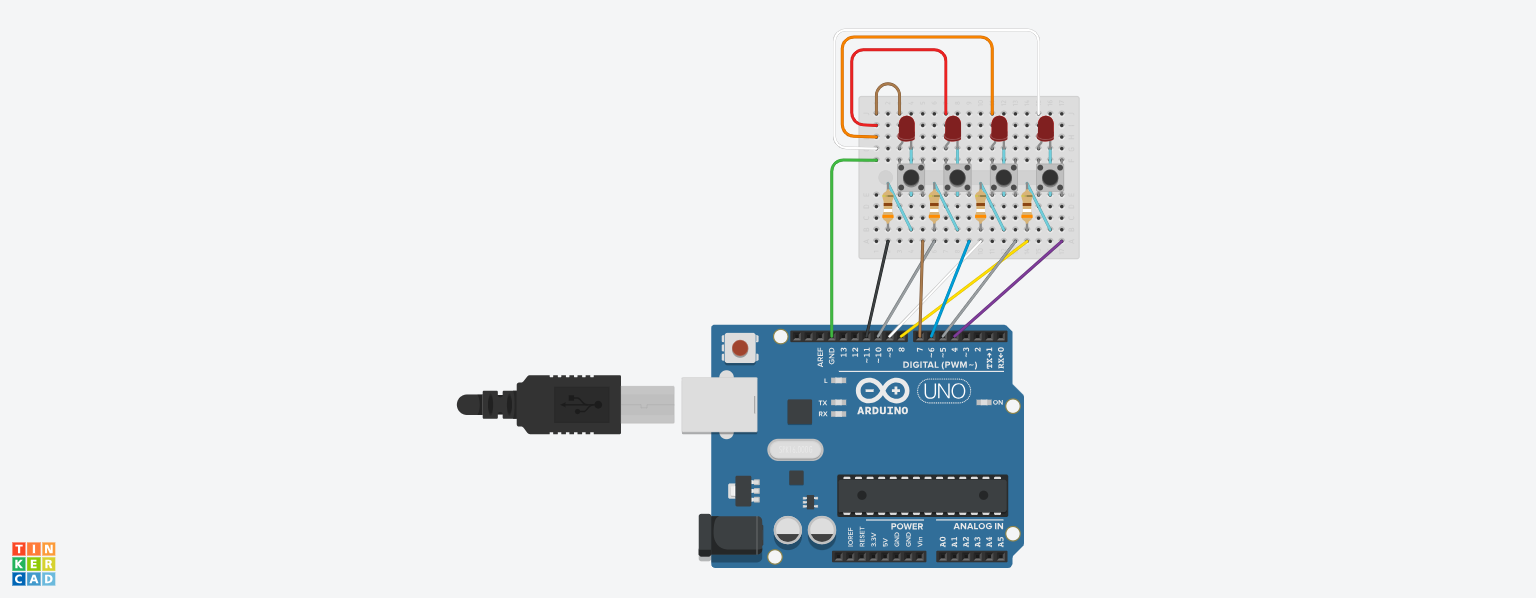 AREF
GND
13
12
~11
~10
~9
8
7
~6
~5
4
~3
2
TX→1
RX←0
DIGITAL (PWM~)
L
TX
RX
UNO
ARDUINO
ON
POWER
ANALOG IN
IOREF
RESET
3.3V
5V
GND
GND
Vin
A0
A1
A2
A3
A4
A5
TIN
KER
CAD